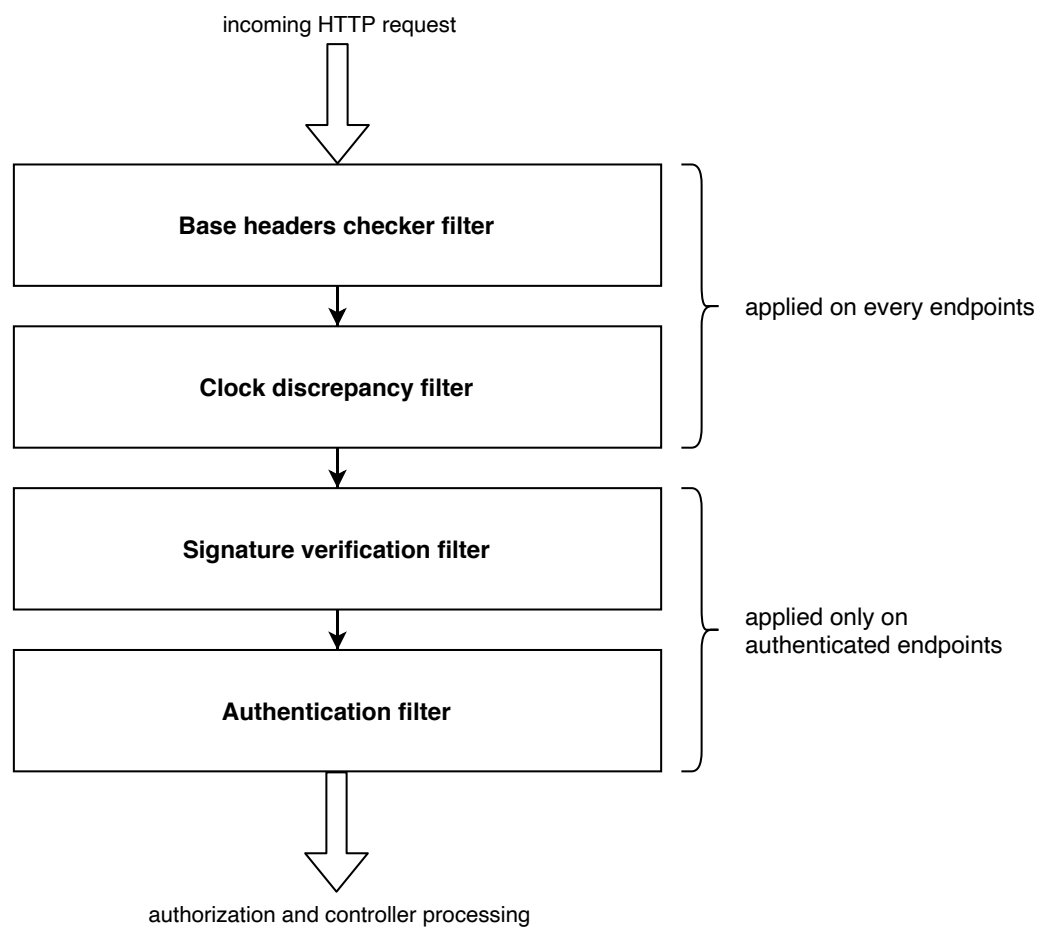 incoming HTTP request
Base headers checker filter
applied on every endpoints
Clock discrepancy filter
Signature verification filter
applied only on
authenticated endpoints
Authentication filter
authorization and controller processing